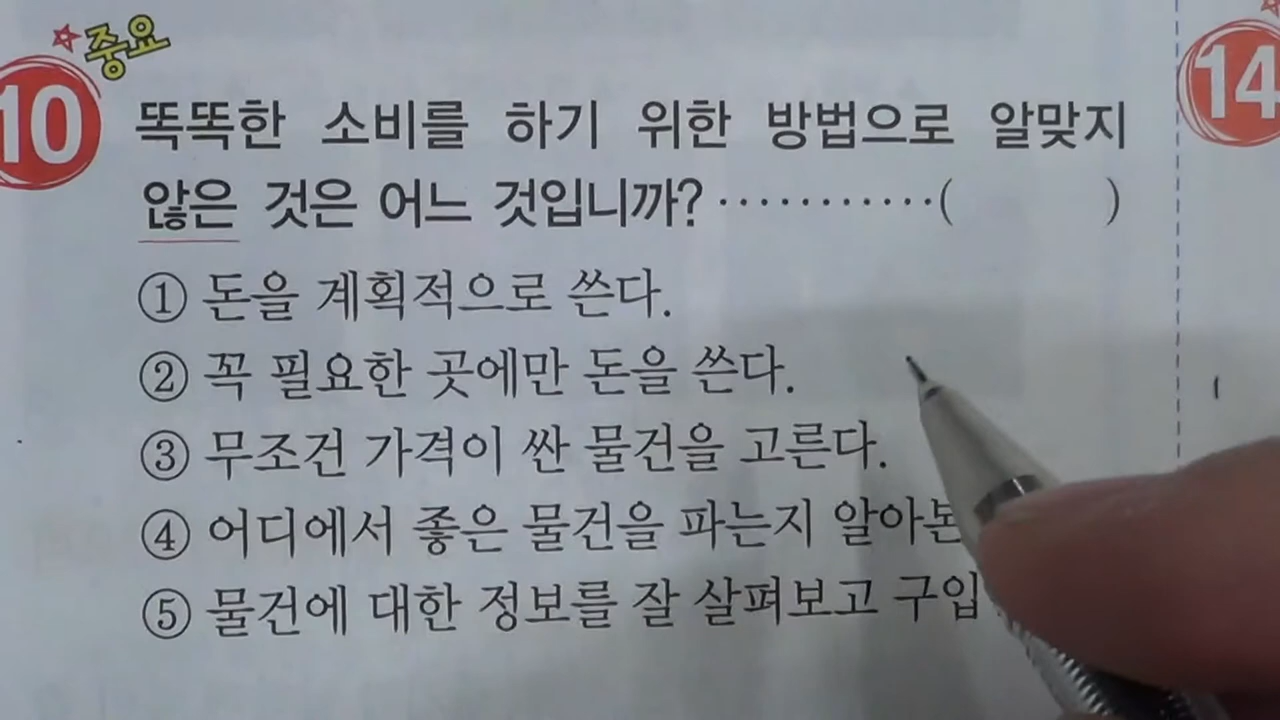 중요
10
똑똑한 소비를 하기 위한 방법으로 알맞지
않은 것은 어느 것입니까? ···········( )
① 돈을 계획적으로 쓴다.
② 꼭 필요한 곳에만 돈을 쓴다.
③ 무조건 가격이 싼 물건을 고른다.
④ 어디에서 좋은 물건을 파는지
⑤ 물건에 대한 정보를 잘 살펴보고 구입
14